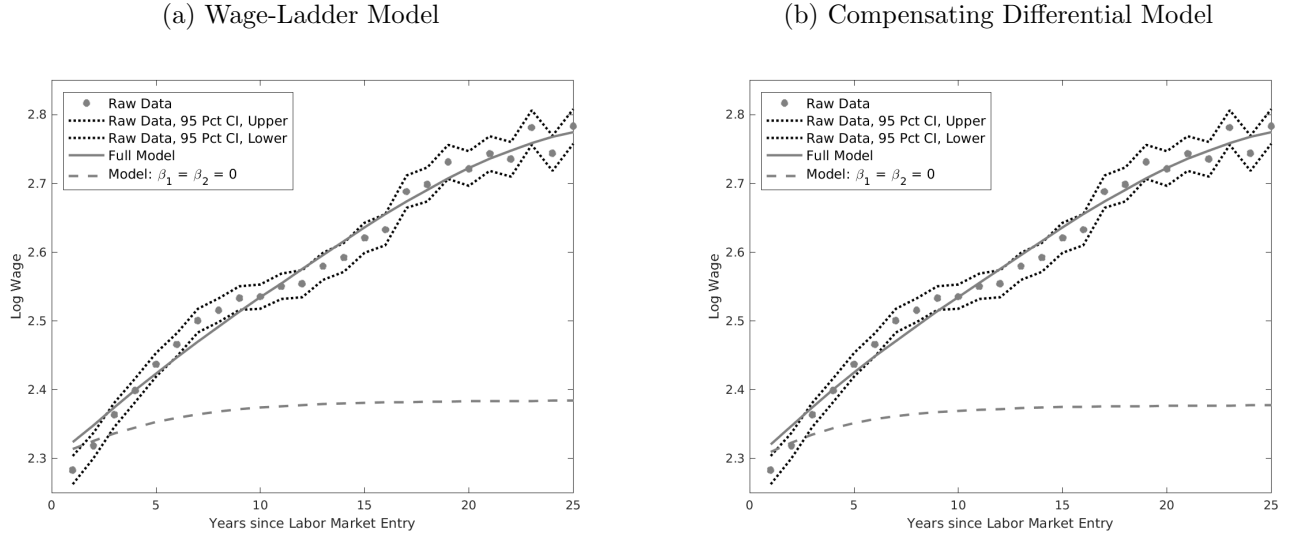 (a) Wage-Ladder Model
2.8
2.7
2.6
2.5
2.4
2.3
Log Wage
Raw Data
Raw Data, 95 Pct CI, Upper
Raw Data, 95 Pct CI, Lower
Full Model
Model: β₁ = β₂ = 0
0 5 10 15 20 25
Years since Labor Market Entry
(b) Compensating Differential Model
2.8
2.7
2.6
2.5
2.4
2.3
Log Wage
Raw Data
Raw Data, 95 Pct CI, Upper
Raw Data, 95 Pct CI, Lower
Full Model
Model: β₁ = β₂ = 0
0 5 10 15 20 25
Years since Labor Market Entry